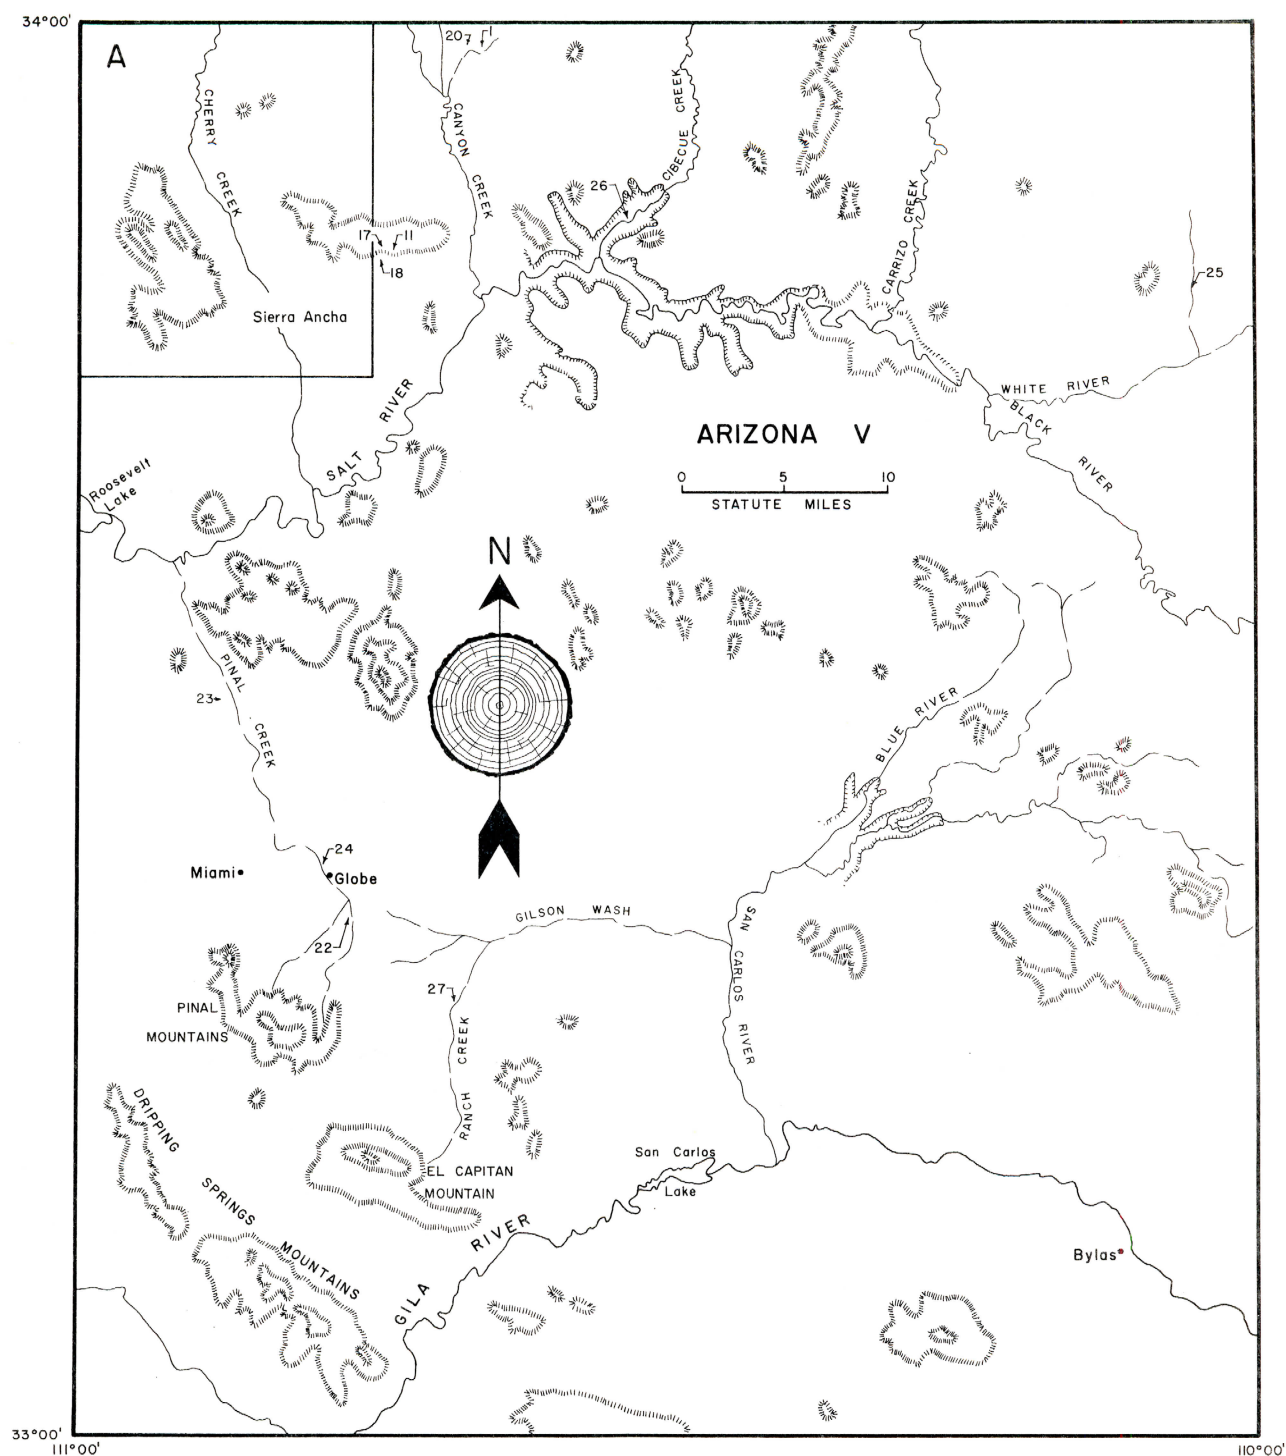 34°00'
A
20
1
CHERRY
CREEK
CANYON
CREEK
CIBECUE CREEK
26
17
11
18
CARRIZO CREEK
25
Sierra Ancha
SALT RIVER
WHITE RIVER
BLACK
RIVER
ARIZONA V
0 5 10
STATUTE MILES
Roosevelt
Lake
N
PINAL
CREEK
23
BLUE RIVER
24
Miami
Globe
22
GILSON WASH
SAN CARLOS RIVER
27
RANCH CREEK
PINAL
MOUNTAINS
DRIPPING
SPRINGS
MOUNTAINS
EL CAPITAN
MOUNTAIN
San Carlos
Lake
GILA RIVER
Bylas
33°00'
111°00'
110°00'